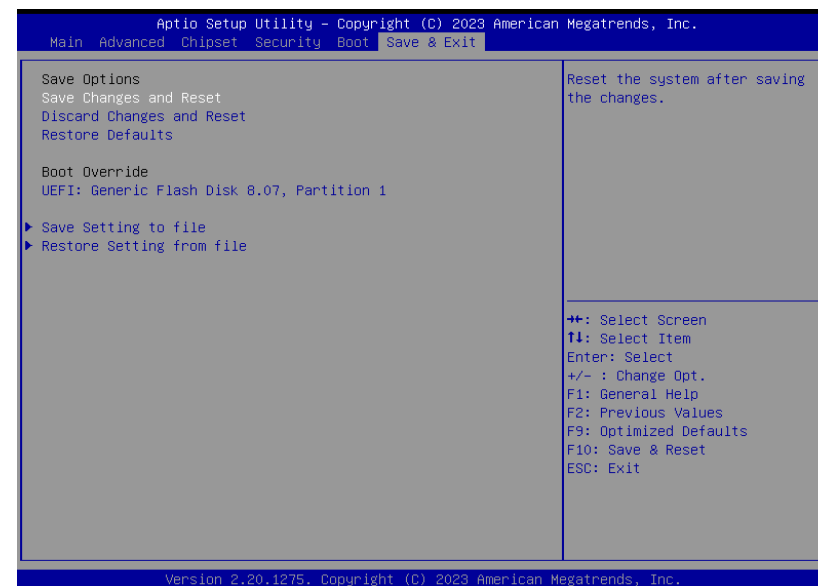 Aptio Setup Utility – Copyright (C) 2023 American Megatrends, Inc.
Main Advanced Chipset Security Boot Save & Exit
Save Options
Save Changes and Reset
Discard Changes and Reset
Restore Defaults
Boot Override
UEFI: Generic Flash Disk 8.07, Partition 1
Save Setting to file
Restore Setting from file
Reset the system after saving
the changes.
→←: Select Screen
↑↓: Select Item
Enter: Select
+/- : Change Opt.
F1: General Help
F2: Previous Values
F9: Optimized Defaults
F10: Save & Reset
ESC: Exit
Version 2.20.1275. Copyright (C) 2023 American Megatrends, Inc.